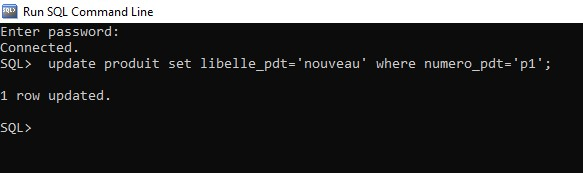 Run SQL Command Line
Enter password:
Connected.
SQL>  update produit set libelle_pdt='nouveau' where numero_pdt='p1';
1 row updated.
SQL>